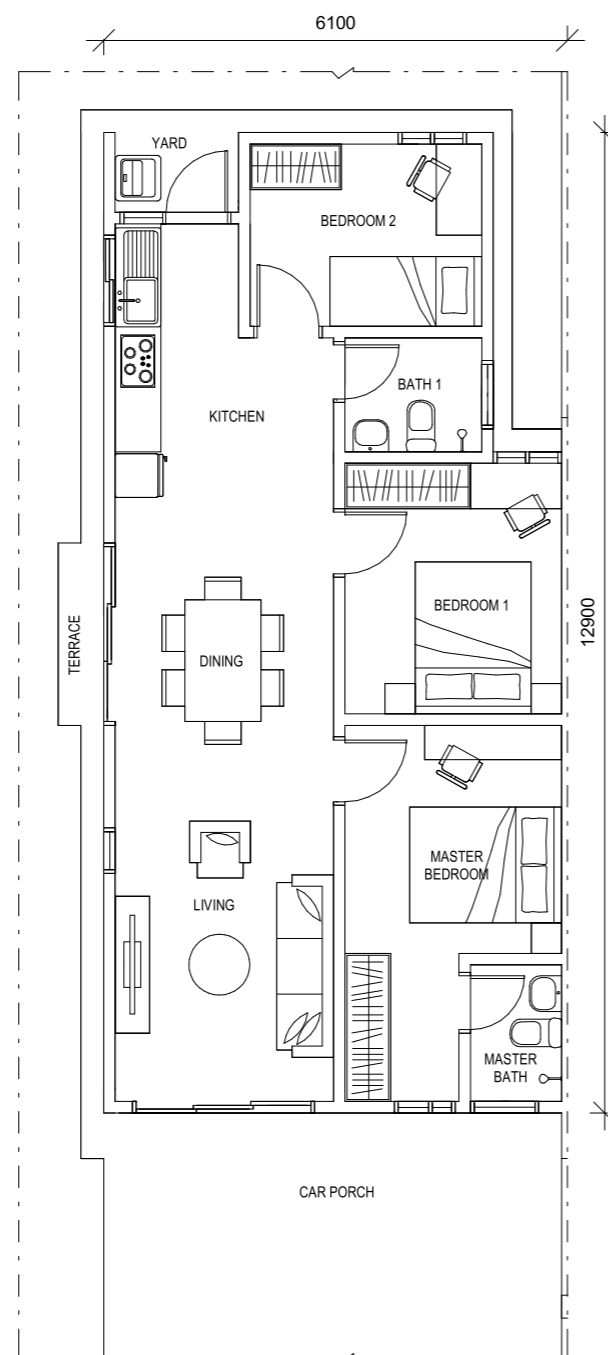 6100
YARD
BEDROOM 2
BATH 1
KITCHEN
BEDROOM 1
12900
TERRACE
DINING
MASTER
BEDROOM
LIVING
MASTER
BATH
CAR PORCH